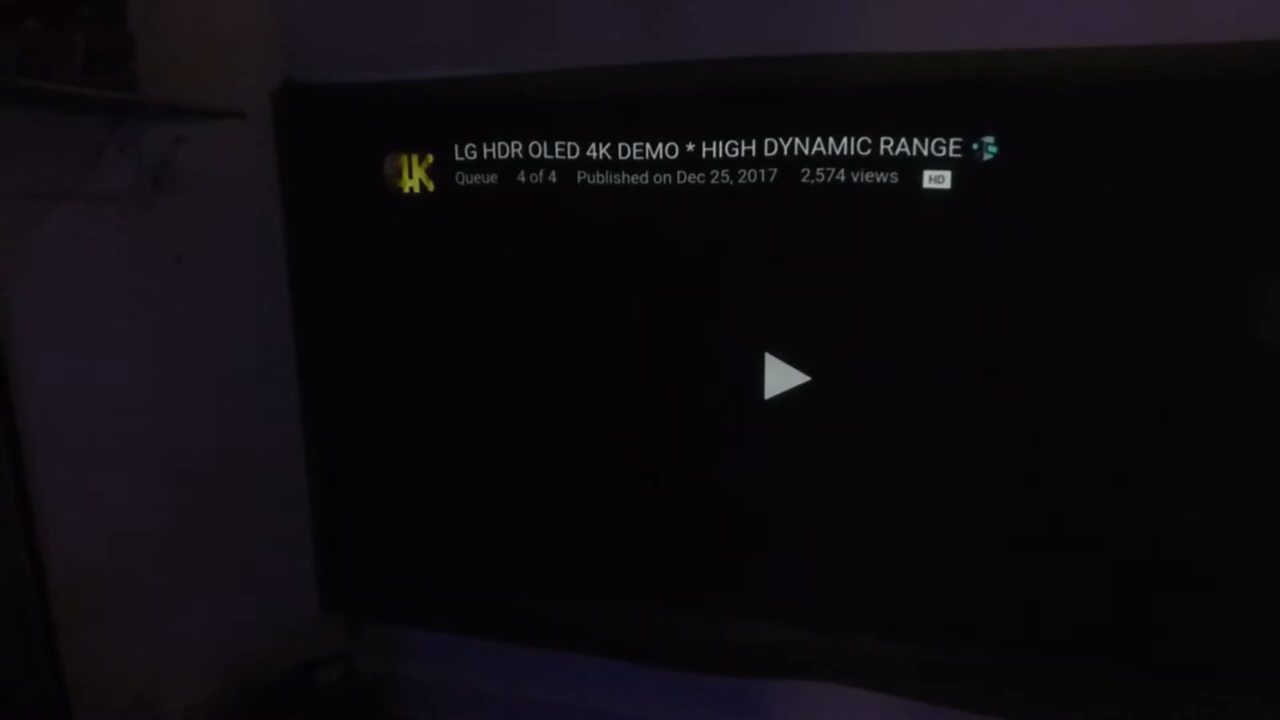 4K
LG HDR OLED 4K DEMO * HIGH DYNAMIC RANGE
Queue 4 of 4 Published on Dec 25, 2017 2,574 views HD